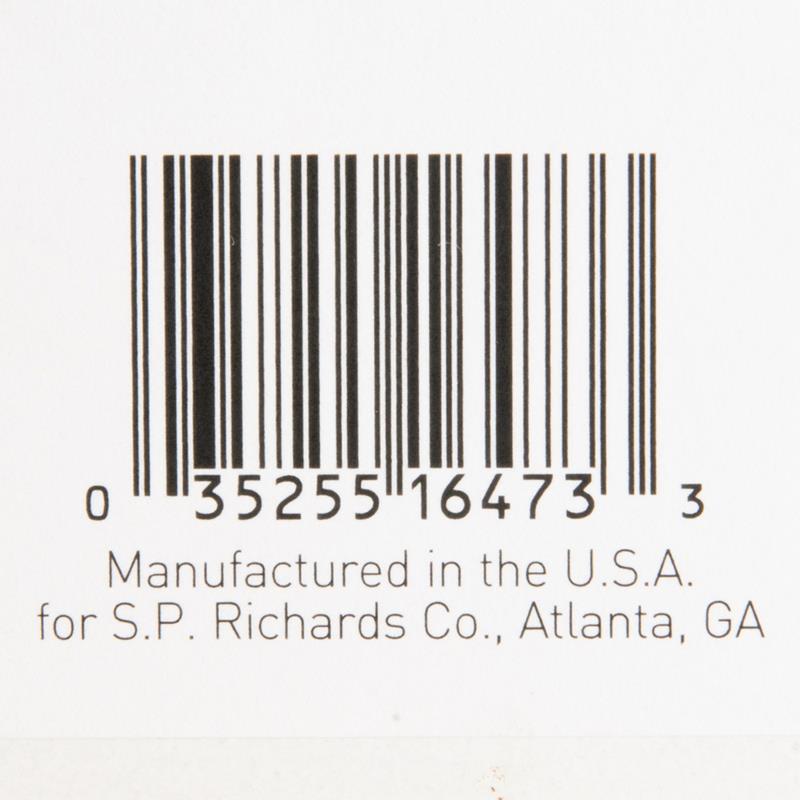 0 35255 16473 3
Manufactured in the U.S.A.
for S.P. Richards Co., Atlanta, GA